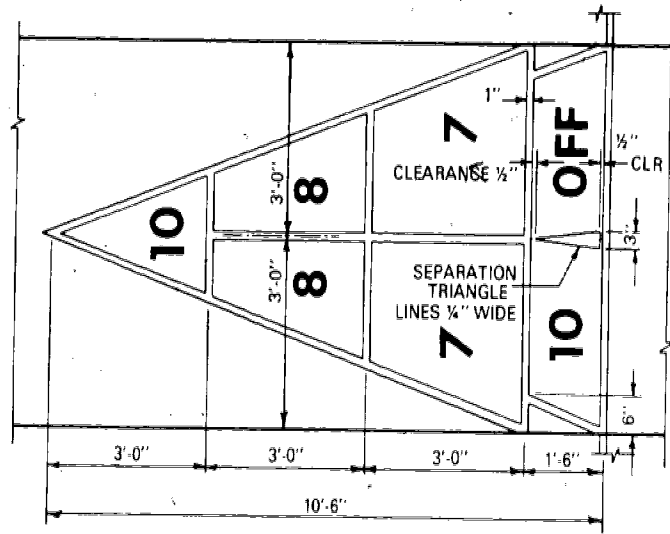 1"
7
OFF
½"
CLEARANCE ½"
CLR
3'-0"
8
10
3"
3'-0"
8
SEPARATION
TRIANGLE
LINES ¼" WIDE
7
10
6"
3'-0"
3'-0"
3'-0"
1'-6"
10'-6"